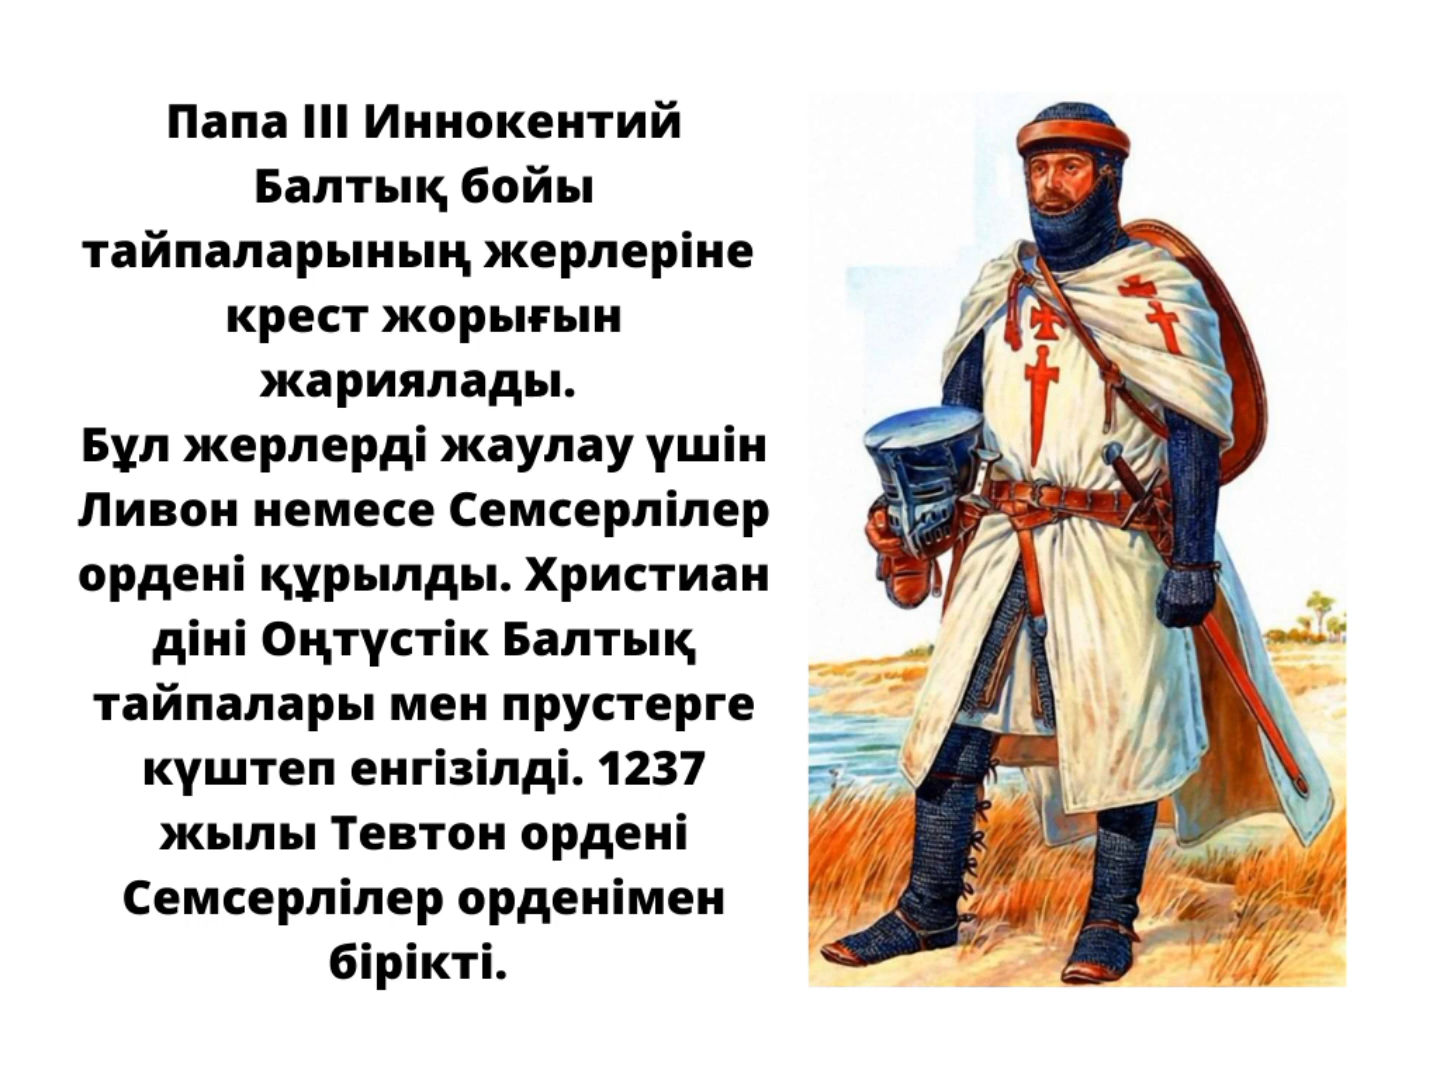 Папа III Иннокентий
Балтық бойы
тайпаларының жерлеріне
крест жорығын
жариялады.
Бұл жерлерді жаулау үшін
Ливон немесе Семсерлілер
ордені құрылды. Христиан
діні Оңтүстік Балтық
тайпалары мен прустерге
күштеп енгізілді. 1237
жылы Тевтон ордені
Семсерлілер орденімен
бірікті.